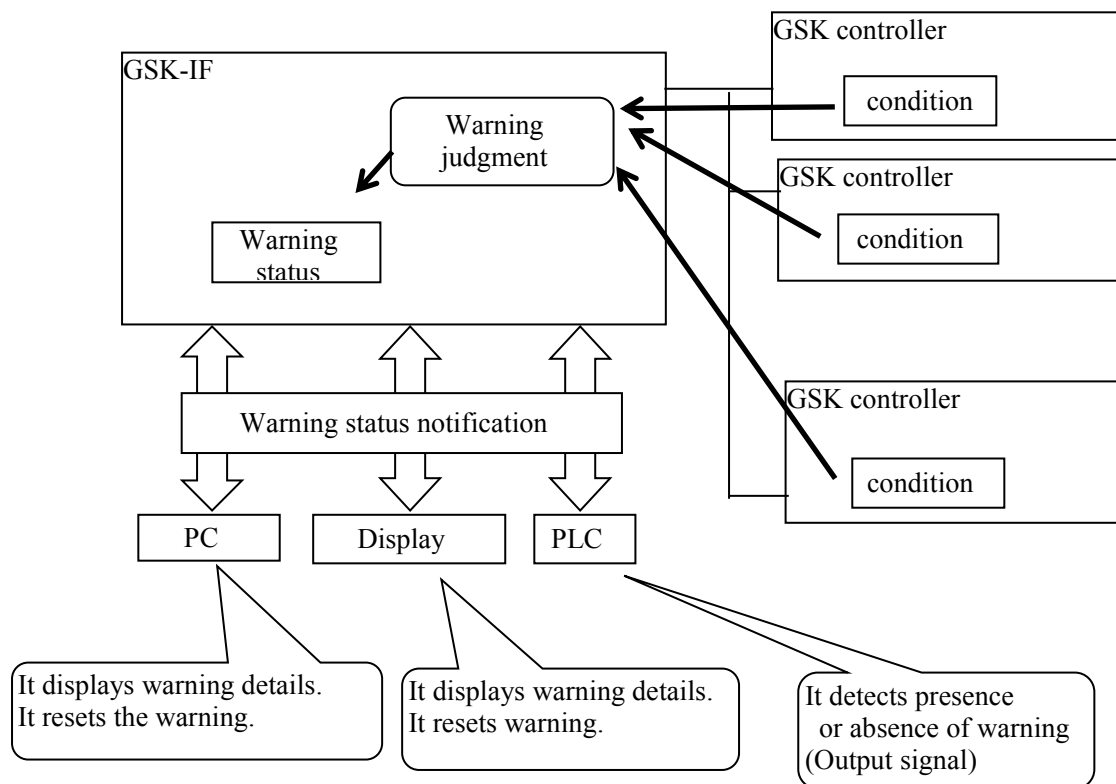 GSK controller
GSK-IF
condition
Warning
judgment
GSK controller
condition
Warning
status
GSK controller
Warning status notification
condition
PC
Display
PLC
It displays warning details.
It resets the warning.
It displays warning details.
It resets warning.
It detects presence
or absence of warning
(Output signal)